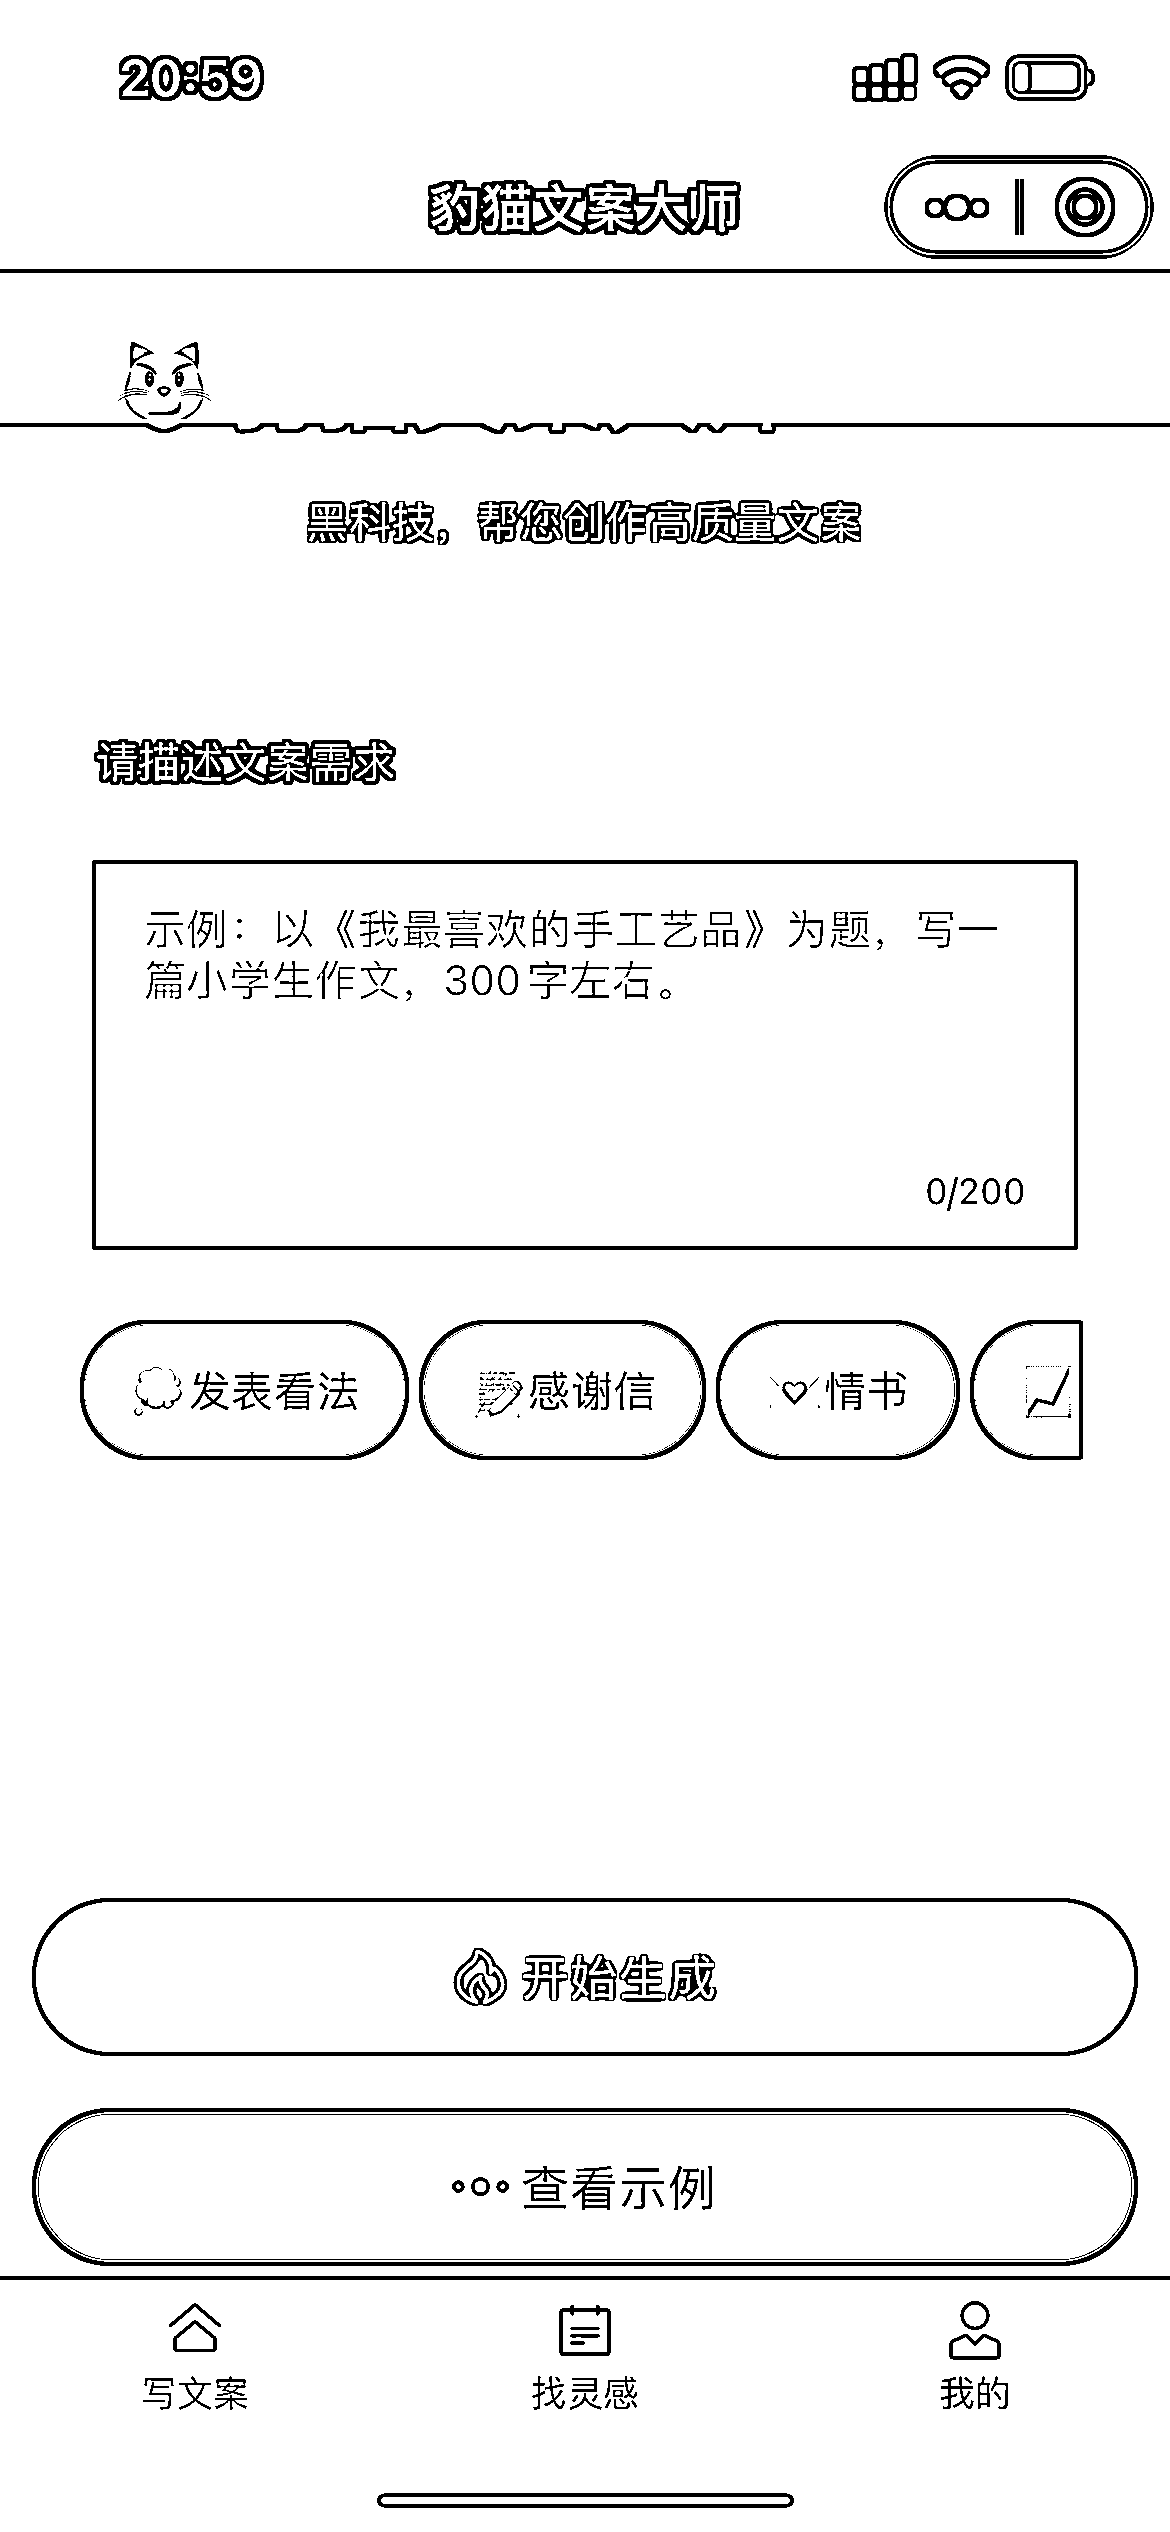 20:59
豹猫文案大师
黑科技，帮您创作高质量文案
请描述文案需求
示例：以《我最喜欢的手工艺品》为题，写一
篇小学生作文，300字左右。
0/200
发表看法
感谢信
情书
开始生成
查看示例
写文案
找灵感
我的